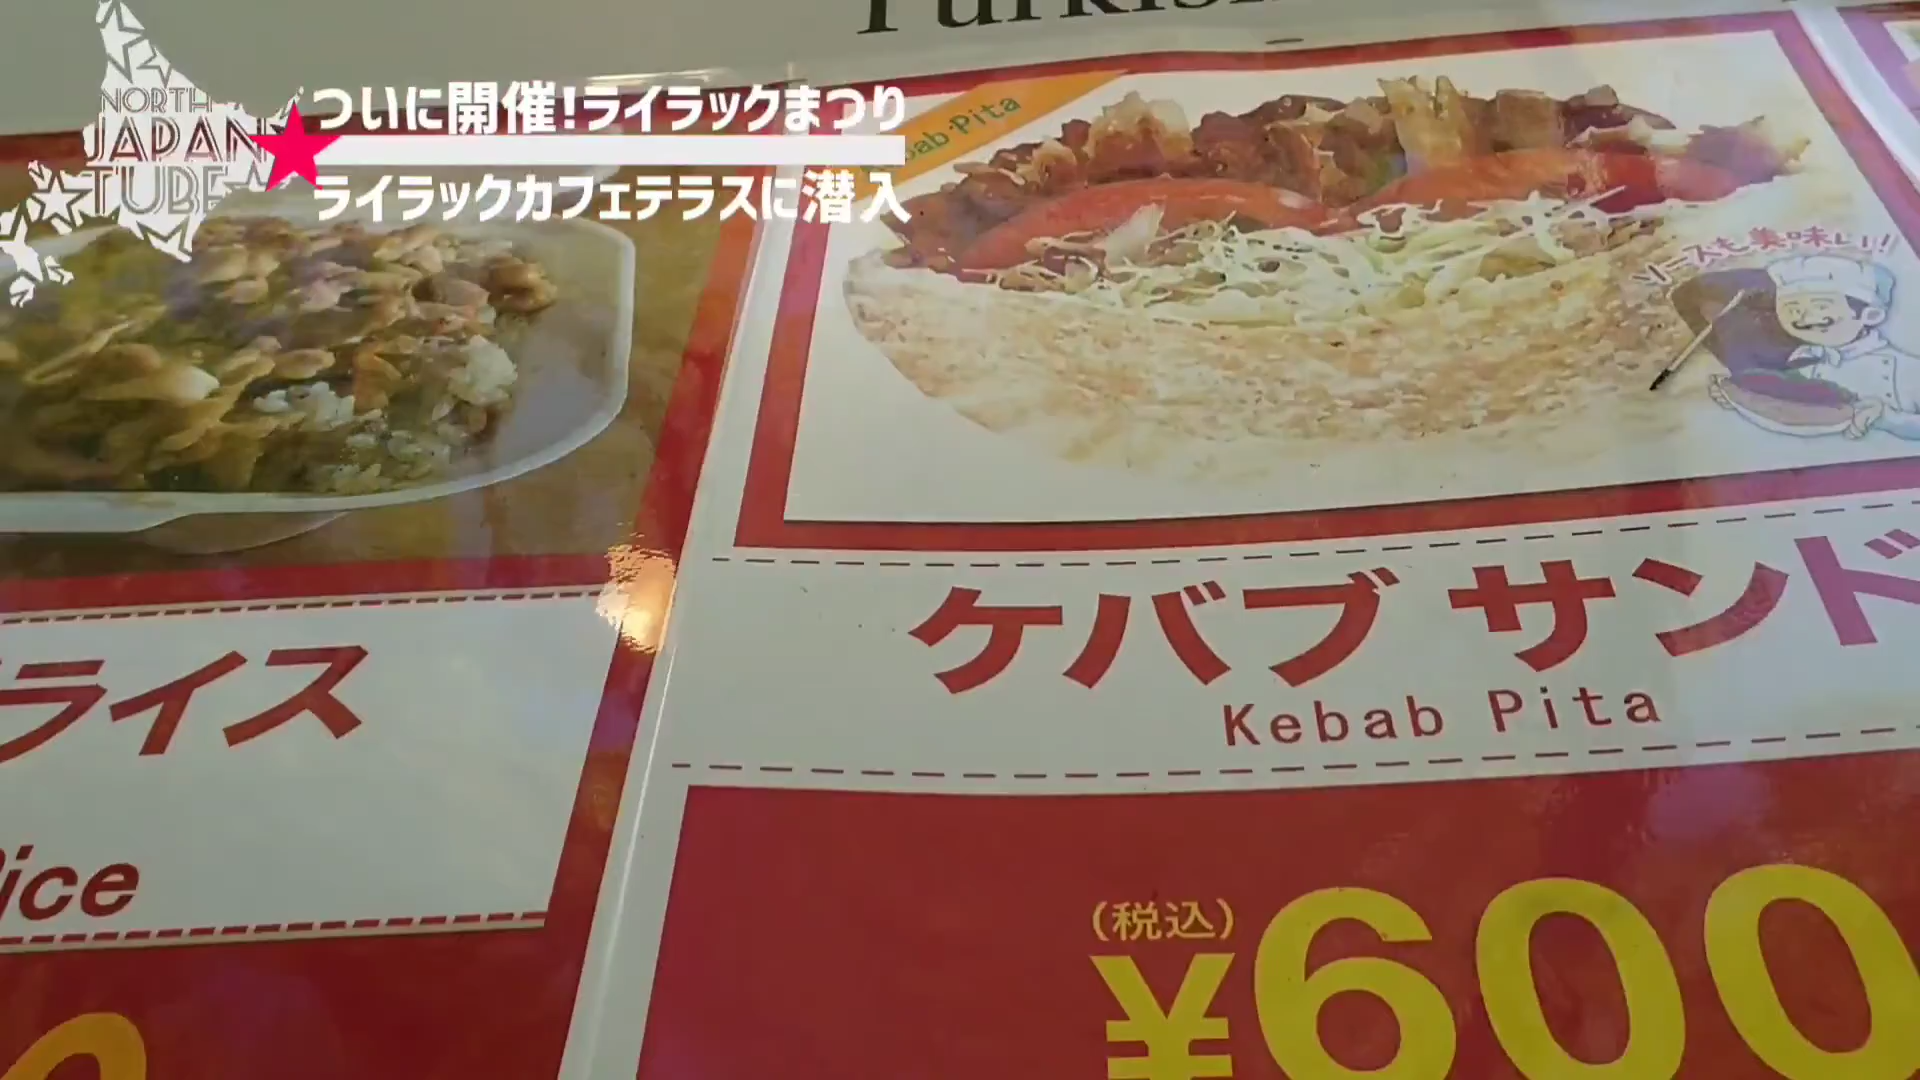 Turkish
NORTH
JAPAN
TUBE
ついに開催!ライラックまつり
ライラックカフェテラスに潜入
Kebab Pita
ソースも美味しい!
ケバブ サンド
Kebab Pita
ライス
Rice
(税込)
¥600